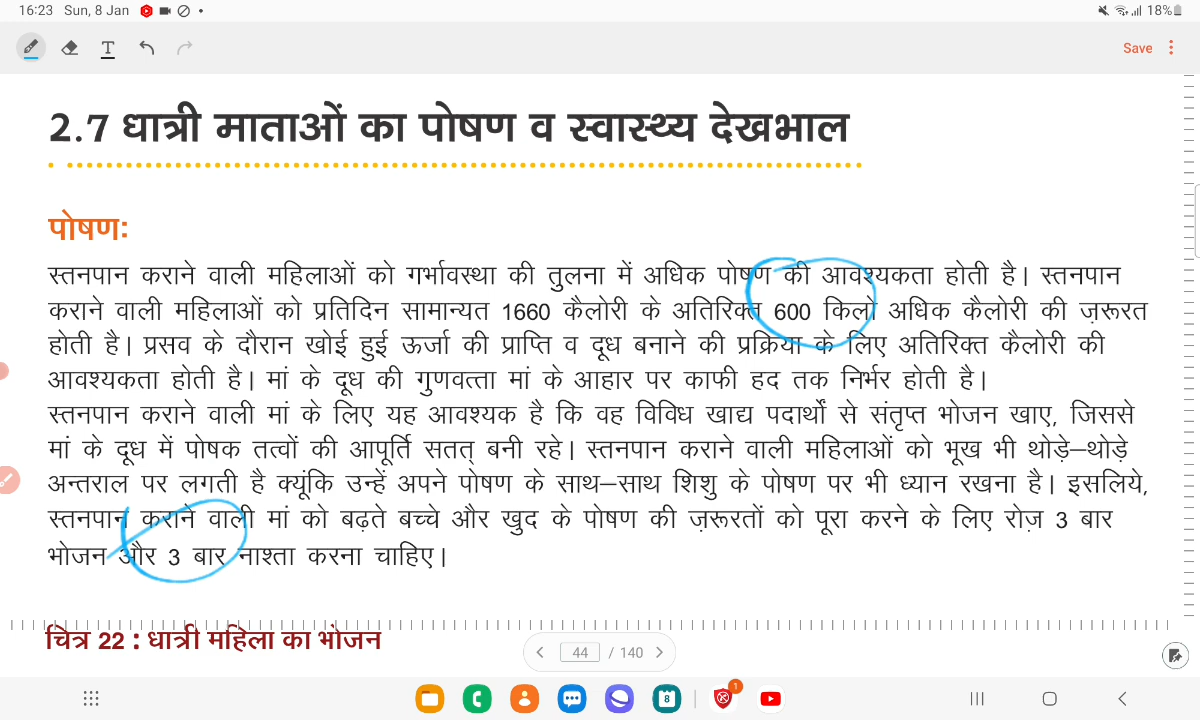 16:23 Sun, 8 Jan 18%
T Save
2.7 धात्री माताओं का पोषण व स्वास्थ्य देखभाल
पोषण:
स्तनपान कराने वाली महिलाओं को गर्भावस्था की तुलना में अधिक पोषण की आवश्यकता होती है। स्तनपान
कराने वाली महिलाओं को प्रतिदिन सामान्यत 1660 कैलोरी के अतिरिक्त 600 किलो अधिक कैलोरी की ज़रूरत
होती है। प्रसव के दौरान खोई हुई ऊर्जा की प्राप्ति व दूध बनाने की प्रक्रिया के लिए अतिरिक्त कैलोरी की
आवश्यकता होती है। मां के दूध की गुणवत्ता मां के आहार पर काफी हद तक निर्भर होती है।
स्तनपान कराने वाली मां के लिए यह आवश्यक है कि वह विविध खाद्य पदार्थों से संतृप्त भोजन खाए, जिससे
मां के दूध में पोषक तत्वों की आपूर्ति सतत् बनी रहे। स्तनपान कराने वाली महिलाओं को भूख भी थोड़े–थोड़े
अन्तराल पर लगती है क्यूंकि उन्हें अपने पोषण के साथ–साथ शिशु के पोषण पर भी ध्यान रखना है। इसलिये,
स्तनपान कराने वाली मां को बढ़ते बच्चे और खुद के पोषण की ज़रूरतों को पूरा करने के लिए रोज़ 3 बार
भोजन और 3 बार नाश्ता करना चाहिए।
चित्र 22 : धात्री महिला का भोजन
44 / 140
8 1